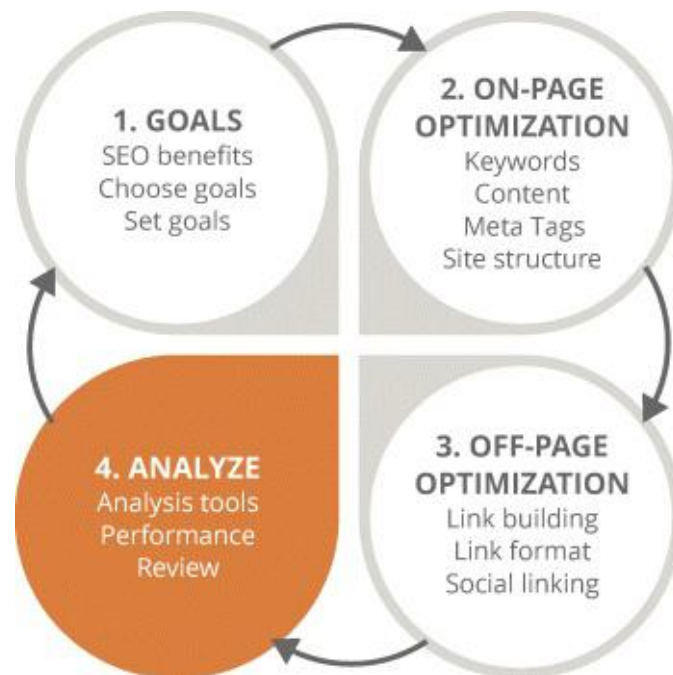 1. GOALS
SEO benefits
Choose goals
Set goals
2. ON-PAGE
OPTIMIZATION
Keywords
Content
Meta Tags
Site structure
3. OFF-PAGE
OPTIMIZATION
Link building
Link format
Social linking
4. ANALYZE
Analysis tools
Performance
Review